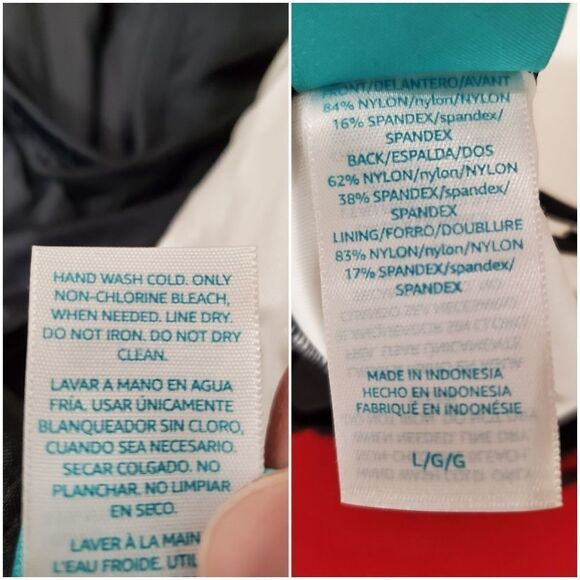 HAND WASH COLD. ONLY
NON-CHLORINE BLEACH,
WHEN NEEDED. LINE DRY.
DO NOT IRON. DO NOT DRY
CLEAN.
LAVAR A MANO EN AGUA
FRÍA. USAR ÚNICAMENTE
BLANQUEADOR SIN CLORO,
CUANDO SEA NECESARIO.
SECAR COLGADO. NO
PLANCHAR. NO LIMPIAR
EN SECO.
LAVER À LA MAIN
L'EAU FROIDE.
FRONT/DELANTERO/AVANT
84% NYLON/nylon/NYLON
16% SPANDEX/spandex/
SPANDEX
BACK/ESPALDA/DOS
62% NYLON/nylon/NYLON
38% SPANDEX/spandex/
SPANDEX
LINING/FORRO/DOUBLURE
83% NYLON/nylon/NYLON
17% SPANDEX/spandex/
SPANDEX
MADE IN INDONESIA
HECHO EN INDONESIA
FABRIQUÉ EN INDONÉSIE
L/G/G